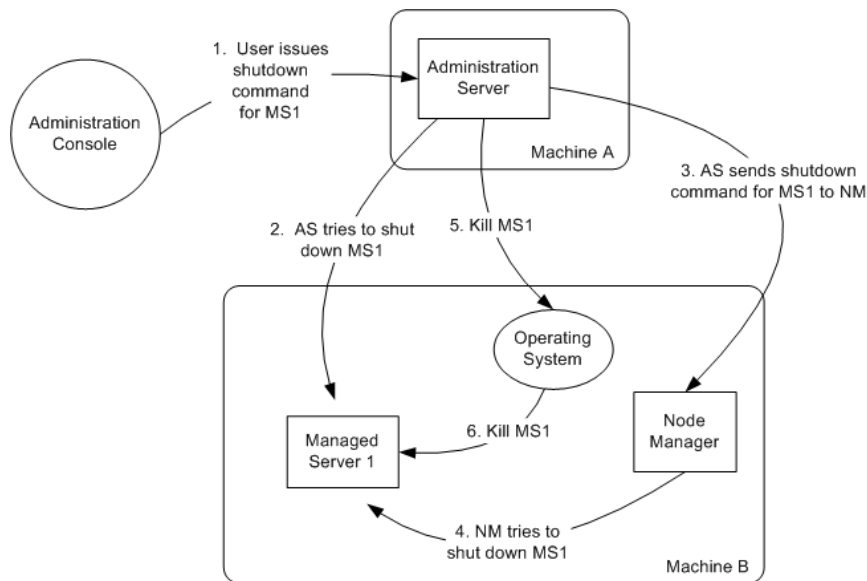 1. User issues
shutdown
command
for MS1
Administration
Server
Administration
Console
Machine A
3. AS sends shutdown
command for MS1 to NM
2. AS tries to shut
down MS1
5. Kill MS1
Operating
System
Managed
Server 1
6. Kill MS1
Node
Manager
4. NM tries to
shut down MS1
Machine B